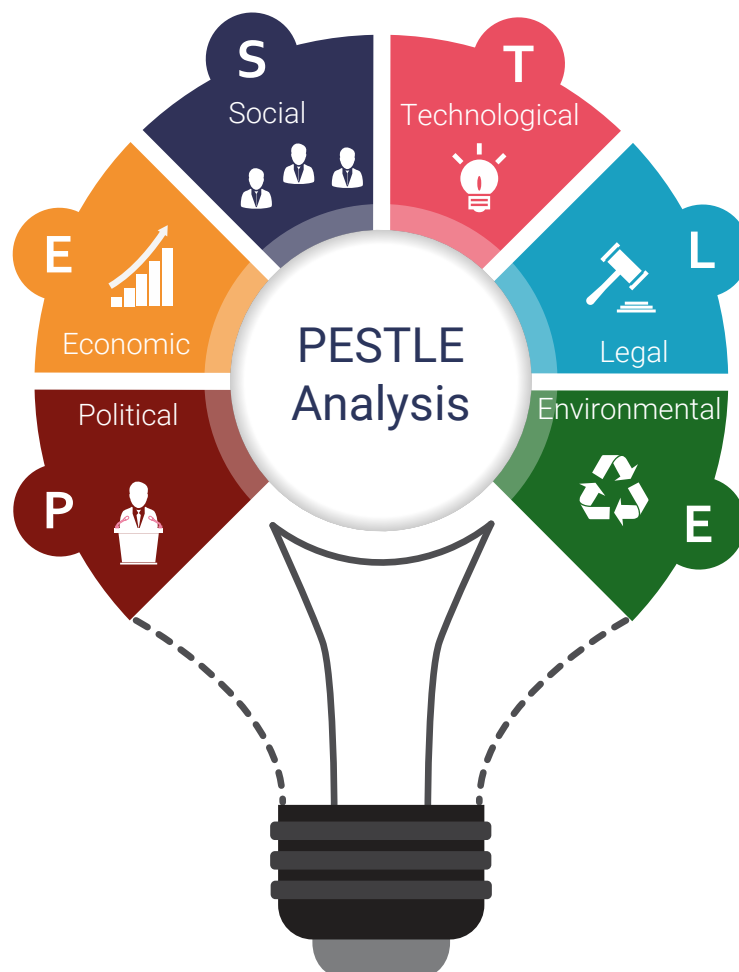 S
Social
T
Technological
E
Economic
L
Legal
PESTLE
Analysis
Political
P
Environmental
E